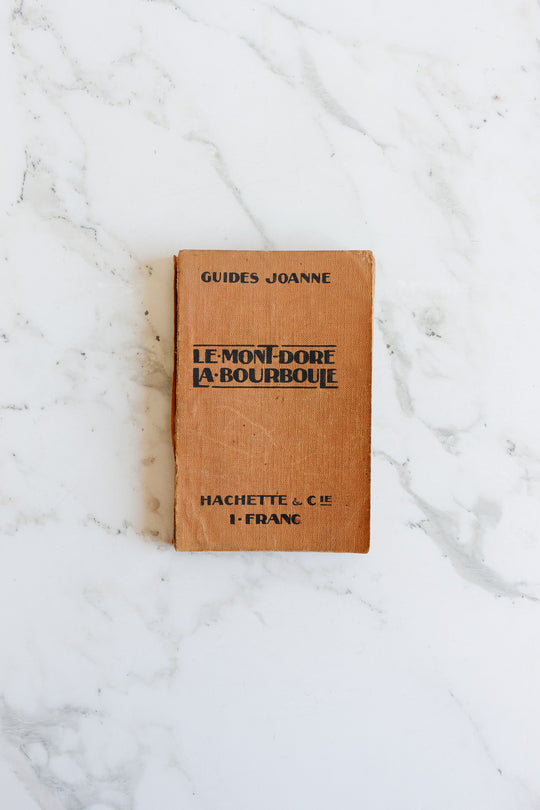 GUIDES JOANNE
LE·MONT-DORE
LA·BOURBOULE
HACHETTE & CIE
1·FRANC